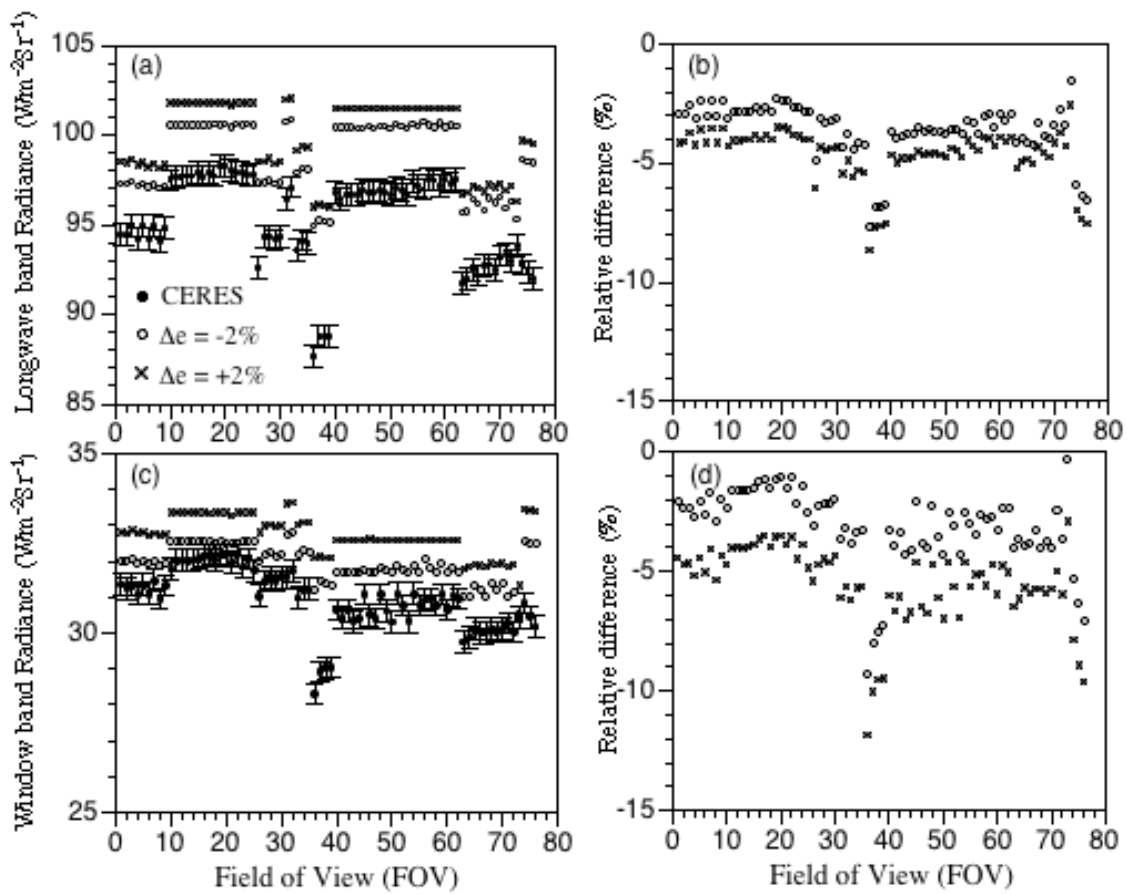 Longwave band Radiance (Wm⁻²Sr⁻¹)
105
100
95
90
85
(a)
CERES
Δe = -2%
Δe = +2%
0 10 20 30 40 50 60 70 80
Relative difference (%)
0
-5
-10
-15
(b)
0 10 20 30 40 50 60 70 80
Window band Radiance (Wm⁻²Sr⁻¹)
35
30
25
(c)
0 10 20 30 40 50 60 70 80
Field of View (FOV)
Relative difference (%)
0
-5
-10
-15
(d)
0 10 20 30 40 50 60 70 80
Field of View (FOV)